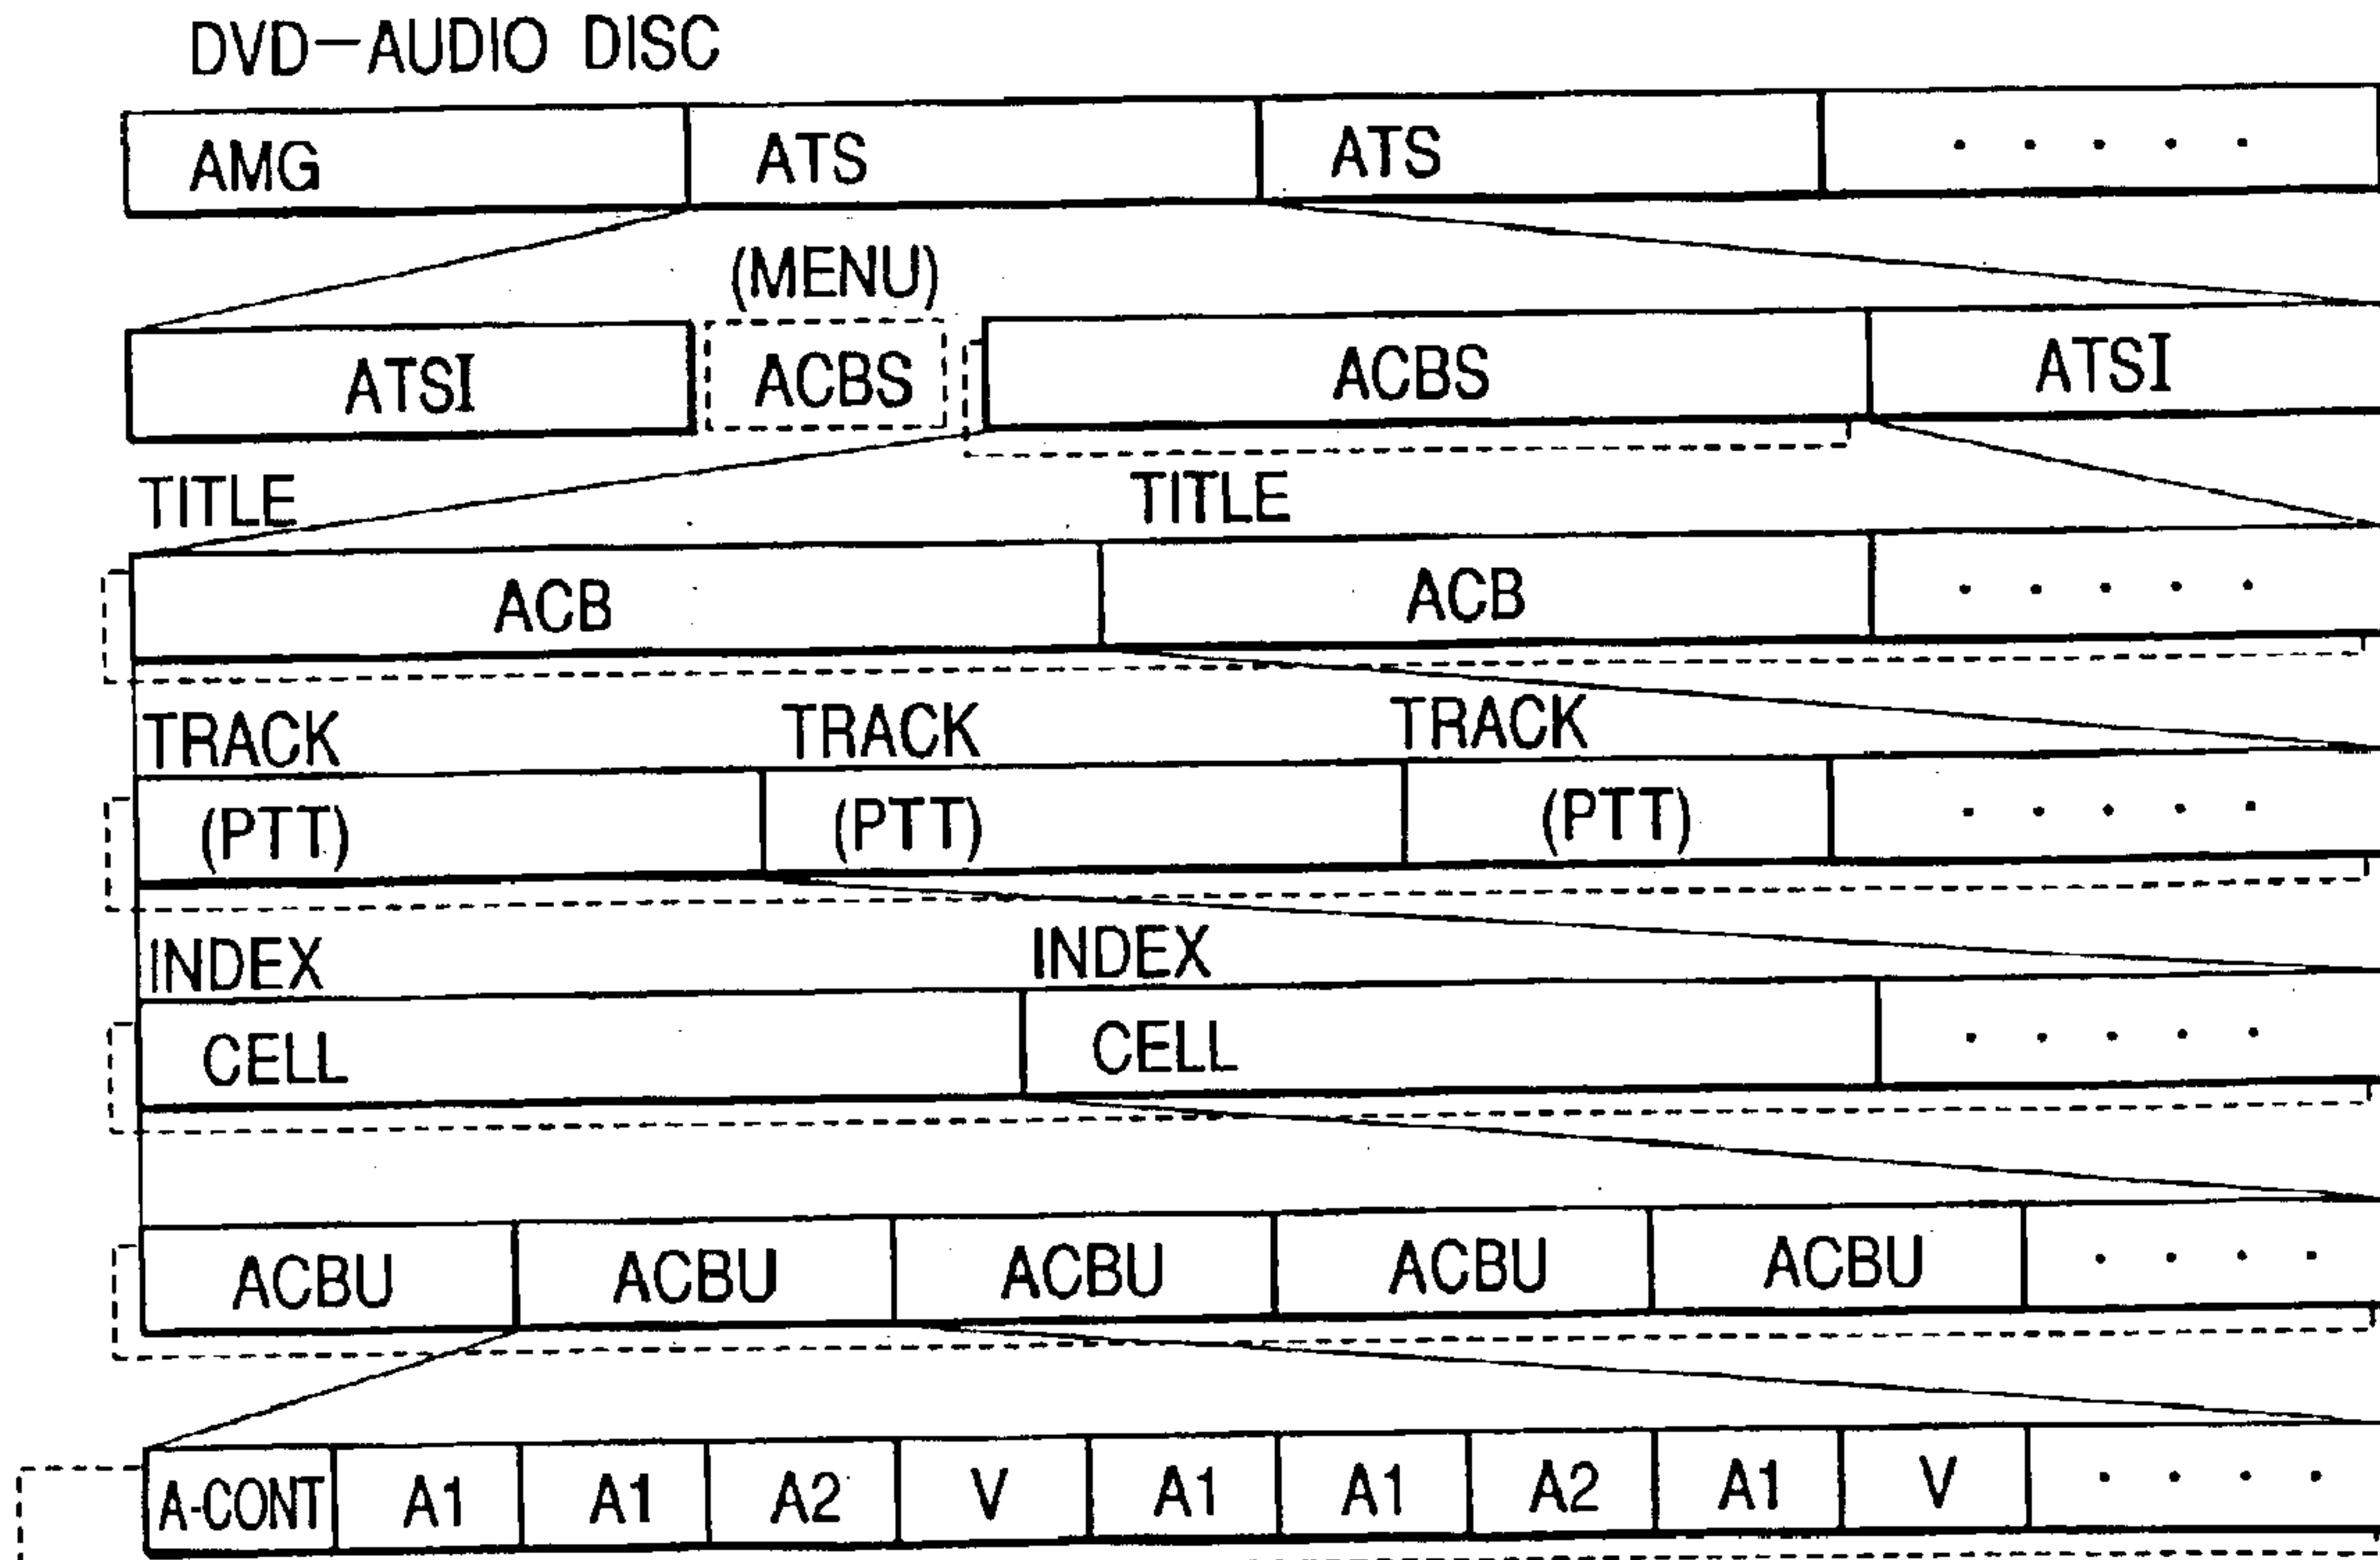 DVD-AUDIO DISC
AMG ATS ATS · · · · ·
(MENU)
ATSI ACBS ACBS ATSI
TITLE TITLE
ACB ACB · · · · ·
TRACK TRACK TRACK
(PTT) (PTT) (PTT) · · · · ·
INDEX INDEX
CELL CELL · · · · ·
ACBU ACBU ACBU ACBU ACBU · · · ·
A-CONT A1 A1 A2 V A1 A1 A2 A1 V · · · ·